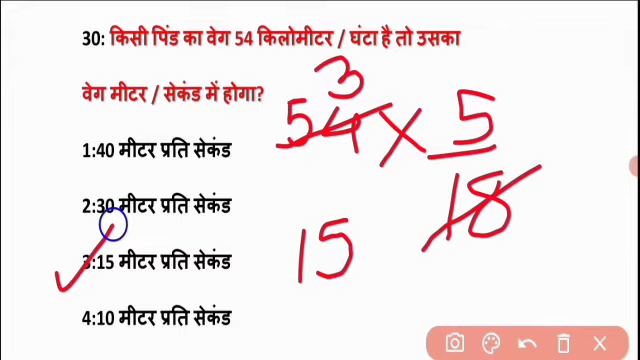 30: किसी पिंड का वेग 54 किलोमीटर / घंटा है तो उसका
वेग मीटर / सेकंड में होगा?
3
54 X 5
18
1:40 मीटर प्रति सेकंड
2:30 मीटर प्रति सेकंड
3:15 मीटर प्रति सेकंड
15
4:10 मीटर प्रति सेकंड